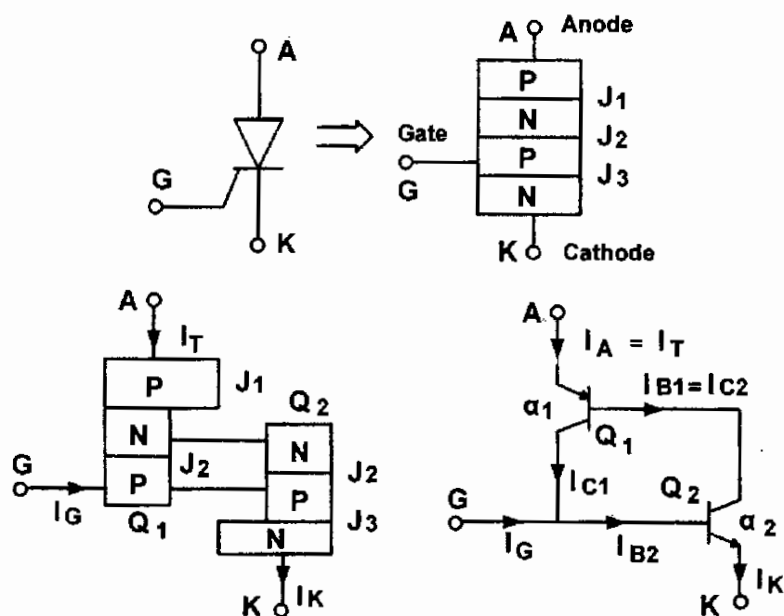 A
G
K
A Anode
P
N
P
N
J1
J2
J3
Gate
G
K Cathode
A
IT
P
J1
N
P
J2
G
IG
Q1
Q2
N
P
N
J2
J3
K
IK
A
IA = IT
α1
Q1
IB1=IC2
IC1
G
IG
IB2
Q2
α2
IK
K